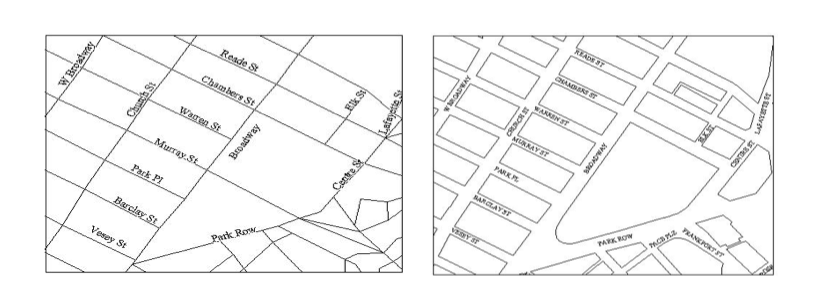 Reade St
W Broadway
Chambers St
Church St
Elk St
Lafayette St
Warren St
Broadway
Murray St
Park Pl
Centre St
Barclay St
Vesey St
Park Row
READE ST
W BROADWAY
CHAMBERS ST
LAFAYETTE ST
CHURCH ST
WARREN ST
ELK ST
MURRAY ST
BROADWAY
CENTRE ST
PARK PL
BARCLAY ST
VESEY ST
PARK ROW
PACE PLZ
FRANKFORT ST